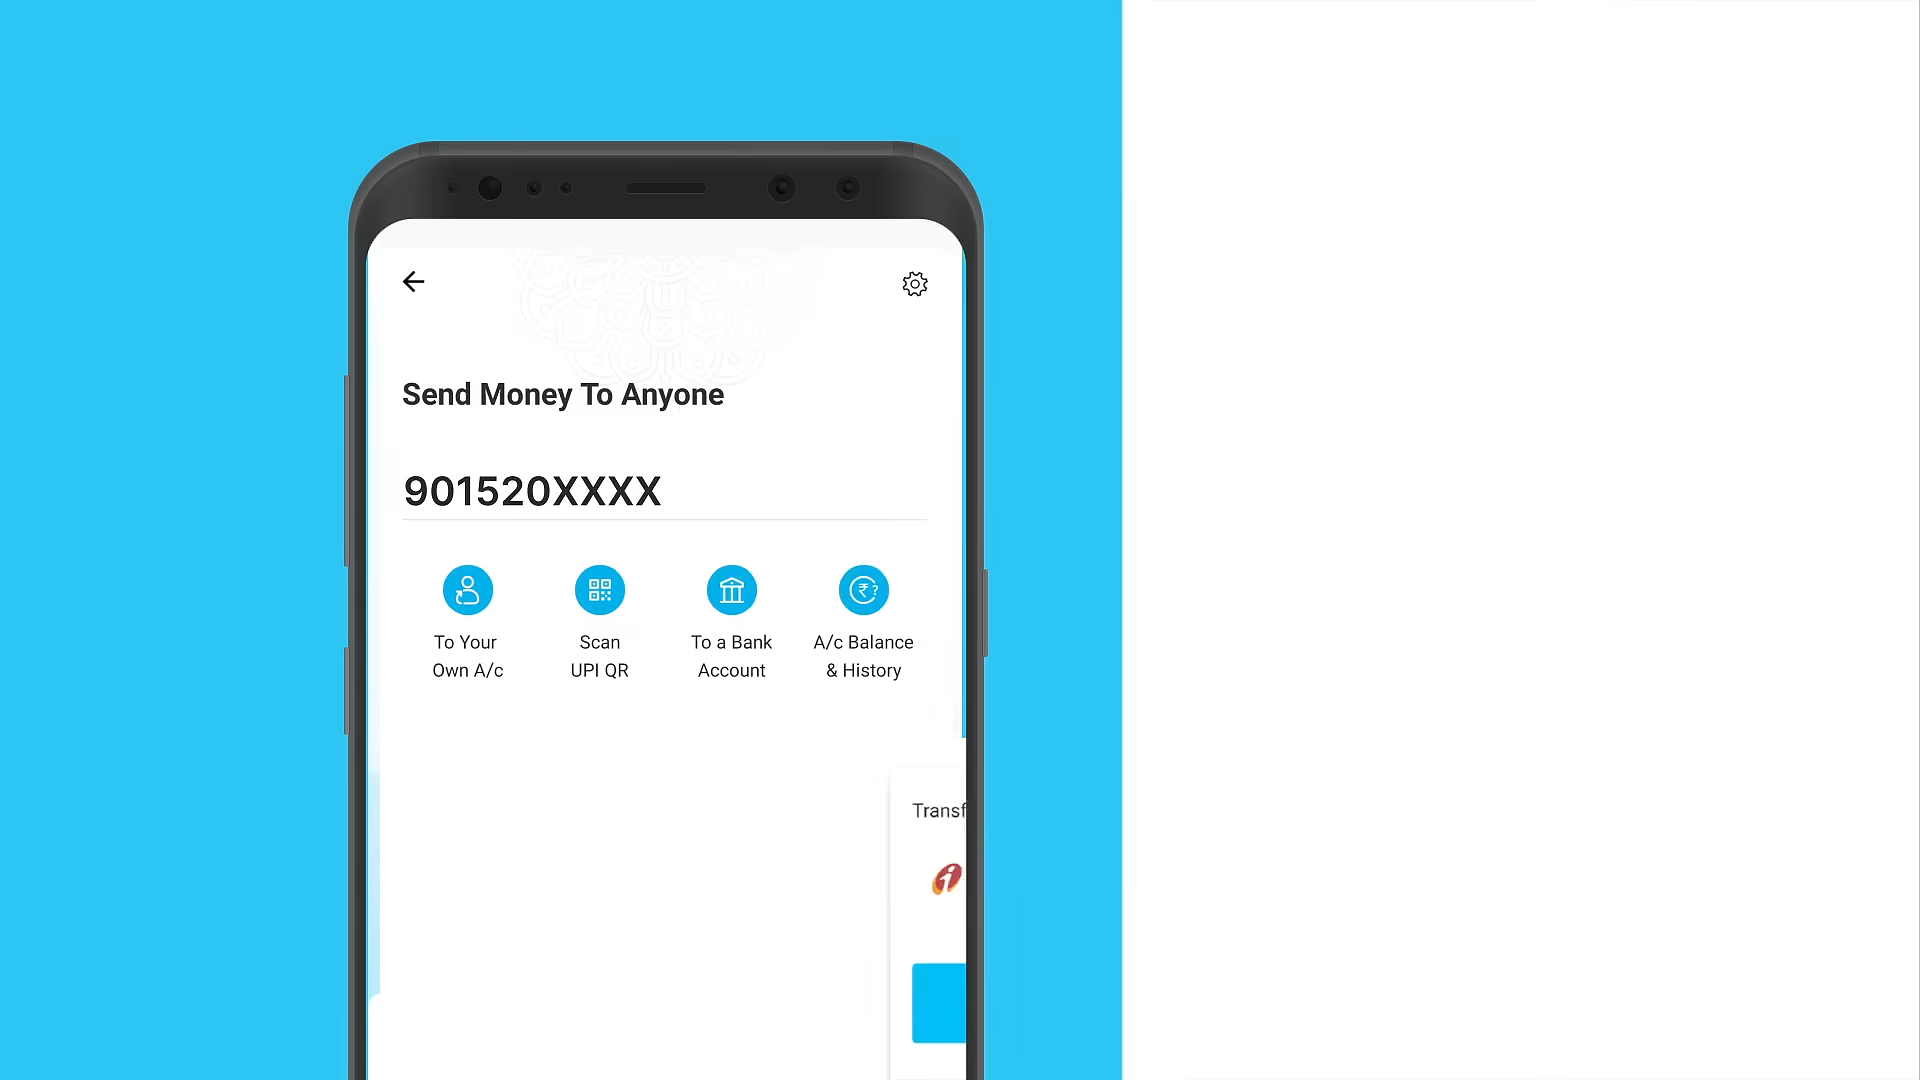 Send Money To Anyone
901520XXXX
To Your
Own A/c
Scan
UPI QR
To a Bank
Account
A/c Balance
& History
Transf